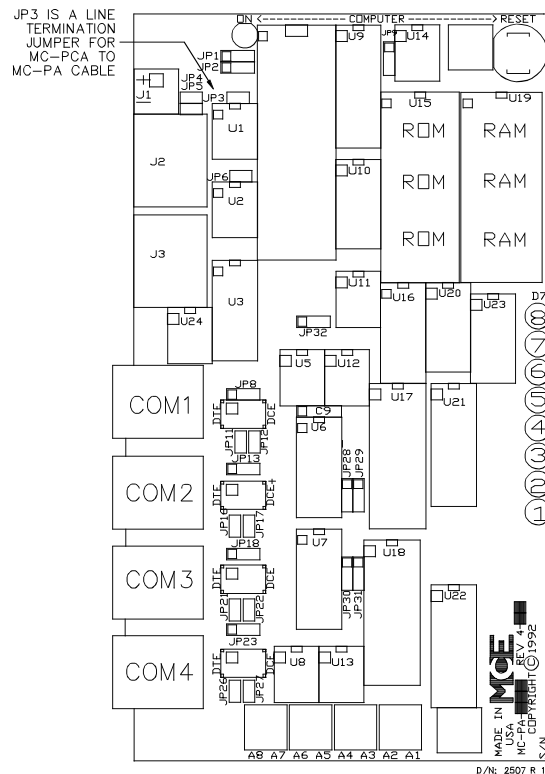 JP3 IS A LINE
TERMINATION
JUMPER FOR
MC-PCA TO
MC-PA CABLE
ON
COMPUTER
RESET
JP1
JP2
U9
JP9
U14
J1
JP4
JP5
JP3
U1
U15
U19
ROM
RAM
ROM
RAM
ROM
RAM
J2
JP6
U2
U10
J3
U3
U11
U16
U20
U23
D7
U24
JP32
8
7
6
5
4
3
2
1
U5
U12
COM1
JP8
DTE
DCE
C9
U6
U17
U21
JP11
JP12
JP13
JP28
JP29
COM2
DTE
DCE+
JP16
JP17
JP18
U7
U18
COM3
DTE
DCE
JP21
JP22
JP23
JP30
JP31
U22
COM4
DTE
DCE
JP26
JP27
U8
U13
MADE IN
USA
MCE
MC-PA
REV 4-
COPYRIGHT © 1992
S/N
A8 A7 A6 A5 A4 A3 A2 A1
D/N: 2507 R 1